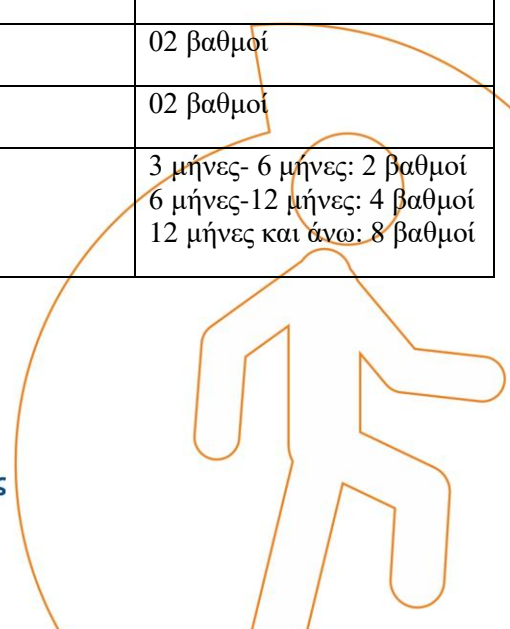 02 βαθμοί
02 βαθμοί
3 μήνες- 6 μήνες: 2 βαθμοί
6 μήνες-12 μήνες: 4 βαθμοί
12 μήνες και άνω: 8 βαθμοί
ς